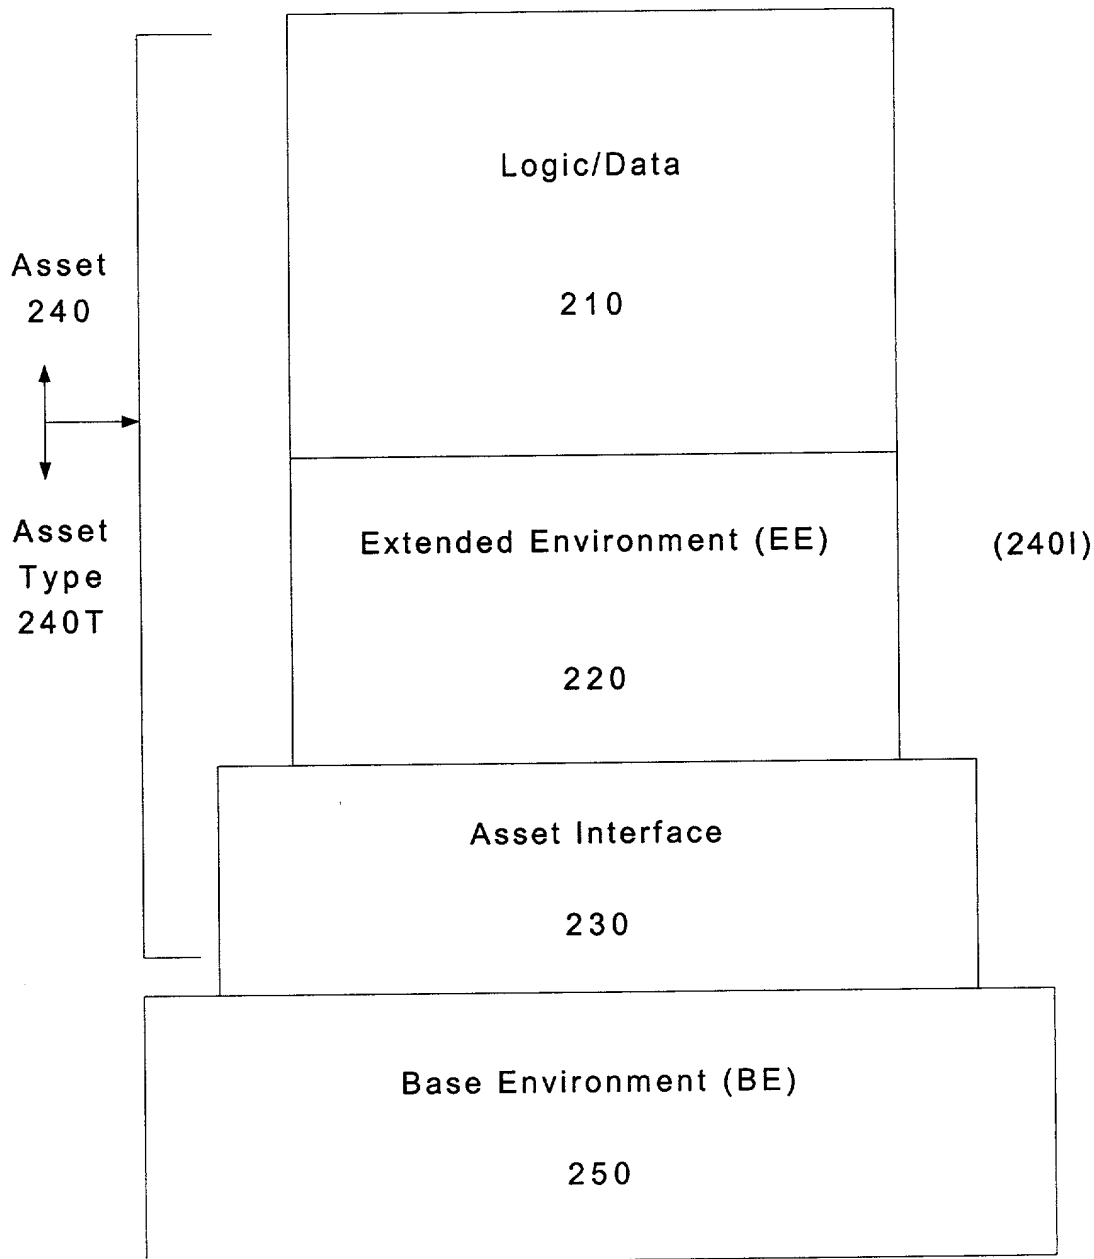 Logic/Data
210
Asset
240
Asset
Type
240T
Extended Environment (EE)
220
(240I)
Asset Interface
230
Base Environment (BE)
250